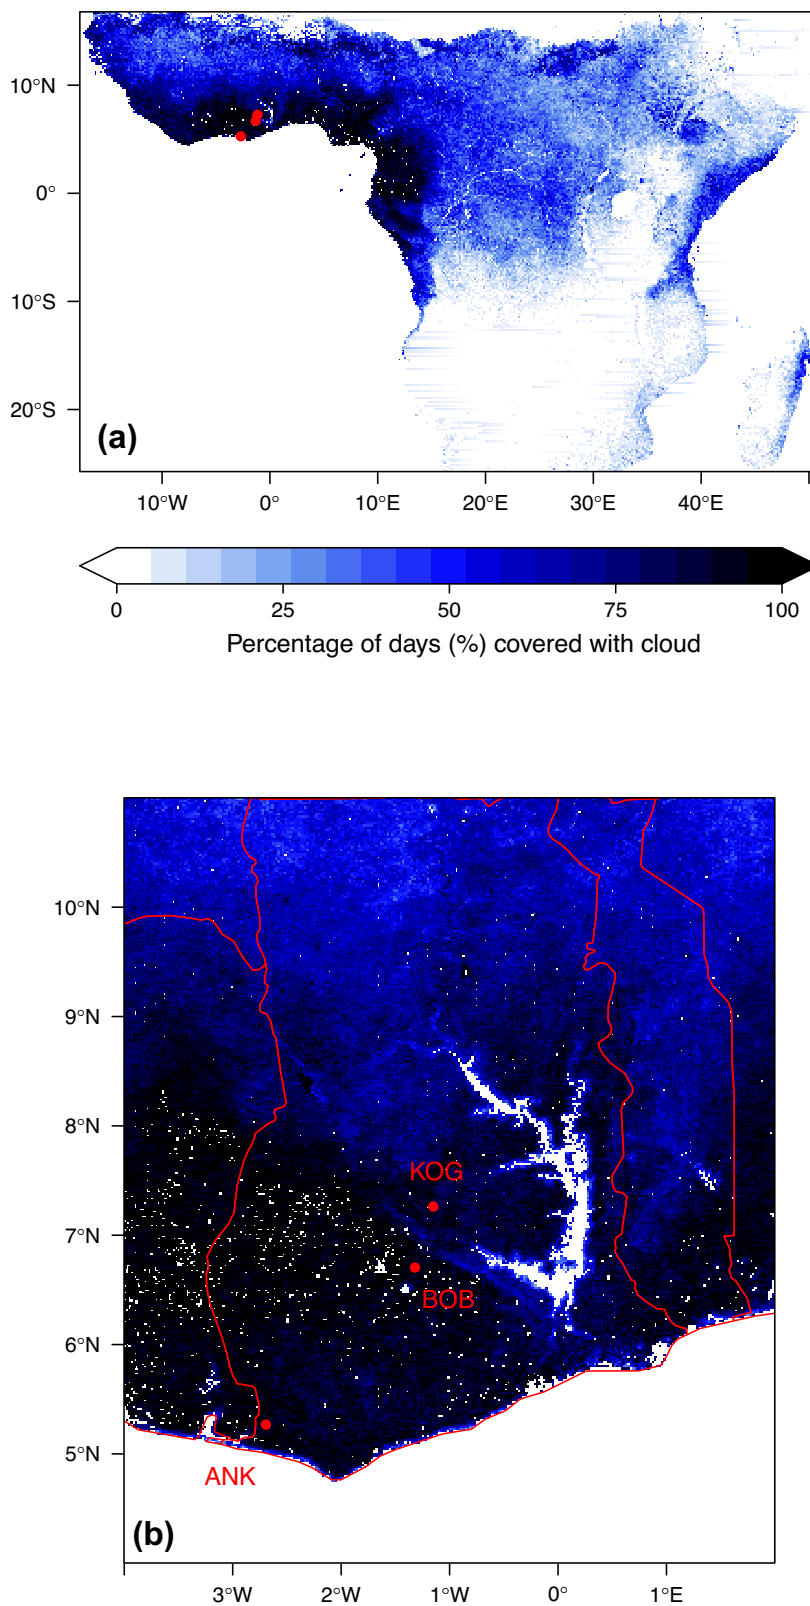 10°N
0°
10°S
20°S
(a)
10°W 0° 10°E 20°E 30°E 40°E
0 25 50 75 100
Percentage of days (%) covered with cloud
10°N
9°N
8°N
KOG
7°N
BOB
6°N
5°N
ANK
(b)
3°W 2°W 1°W 0° 1°E